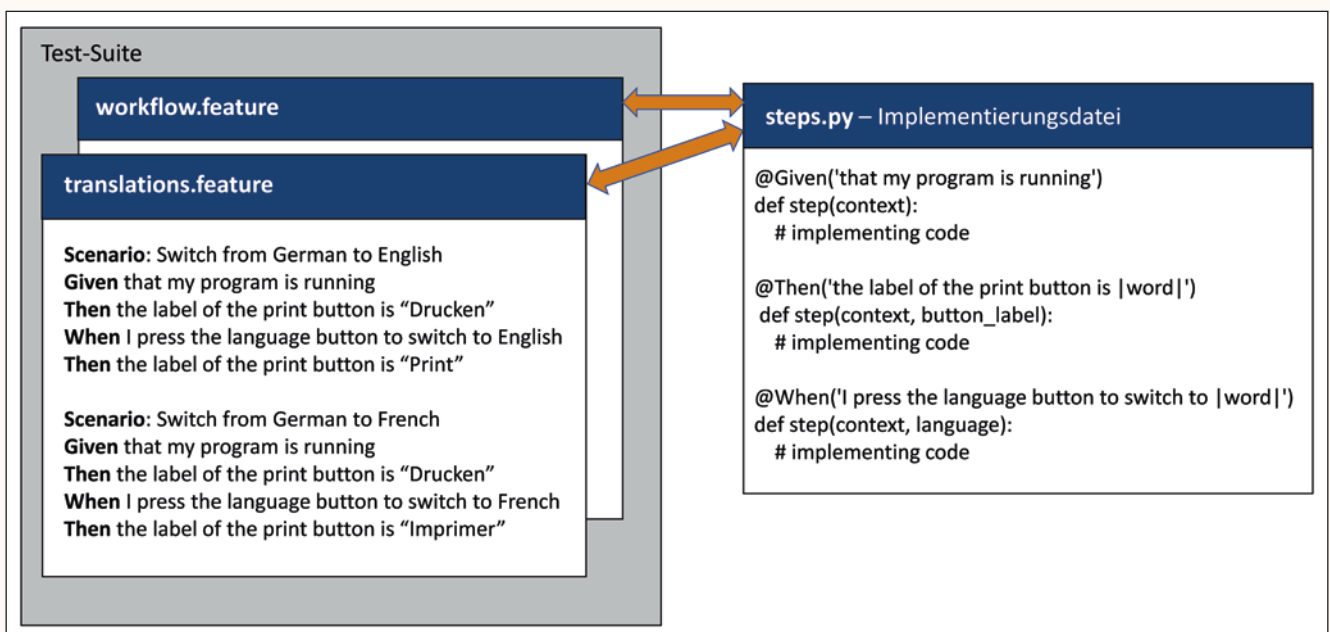 Test-Suite
workflow.feature
translations.feature
Scenario: Switch from German to English
Given that my program is running
Then the label of the print button is “Drucken”
When I press the language button to switch to English
Then the label of the print button is “Print”
Scenario: Switch from German to French
Given that my program is running
Then the label of the print button is “Drucken”
When I press the language button to switch to French
Then the label of the print button is “Imprimer”
steps.py – Implementierungsdatei
@Given('that my program is running')
def step(context):
# implementing code
@Then('the label of the print button is |word|')
def step(context, button_label):
# implementing code
@When('I press the language button to switch to |word|')
def step(context, language):
# implementing code